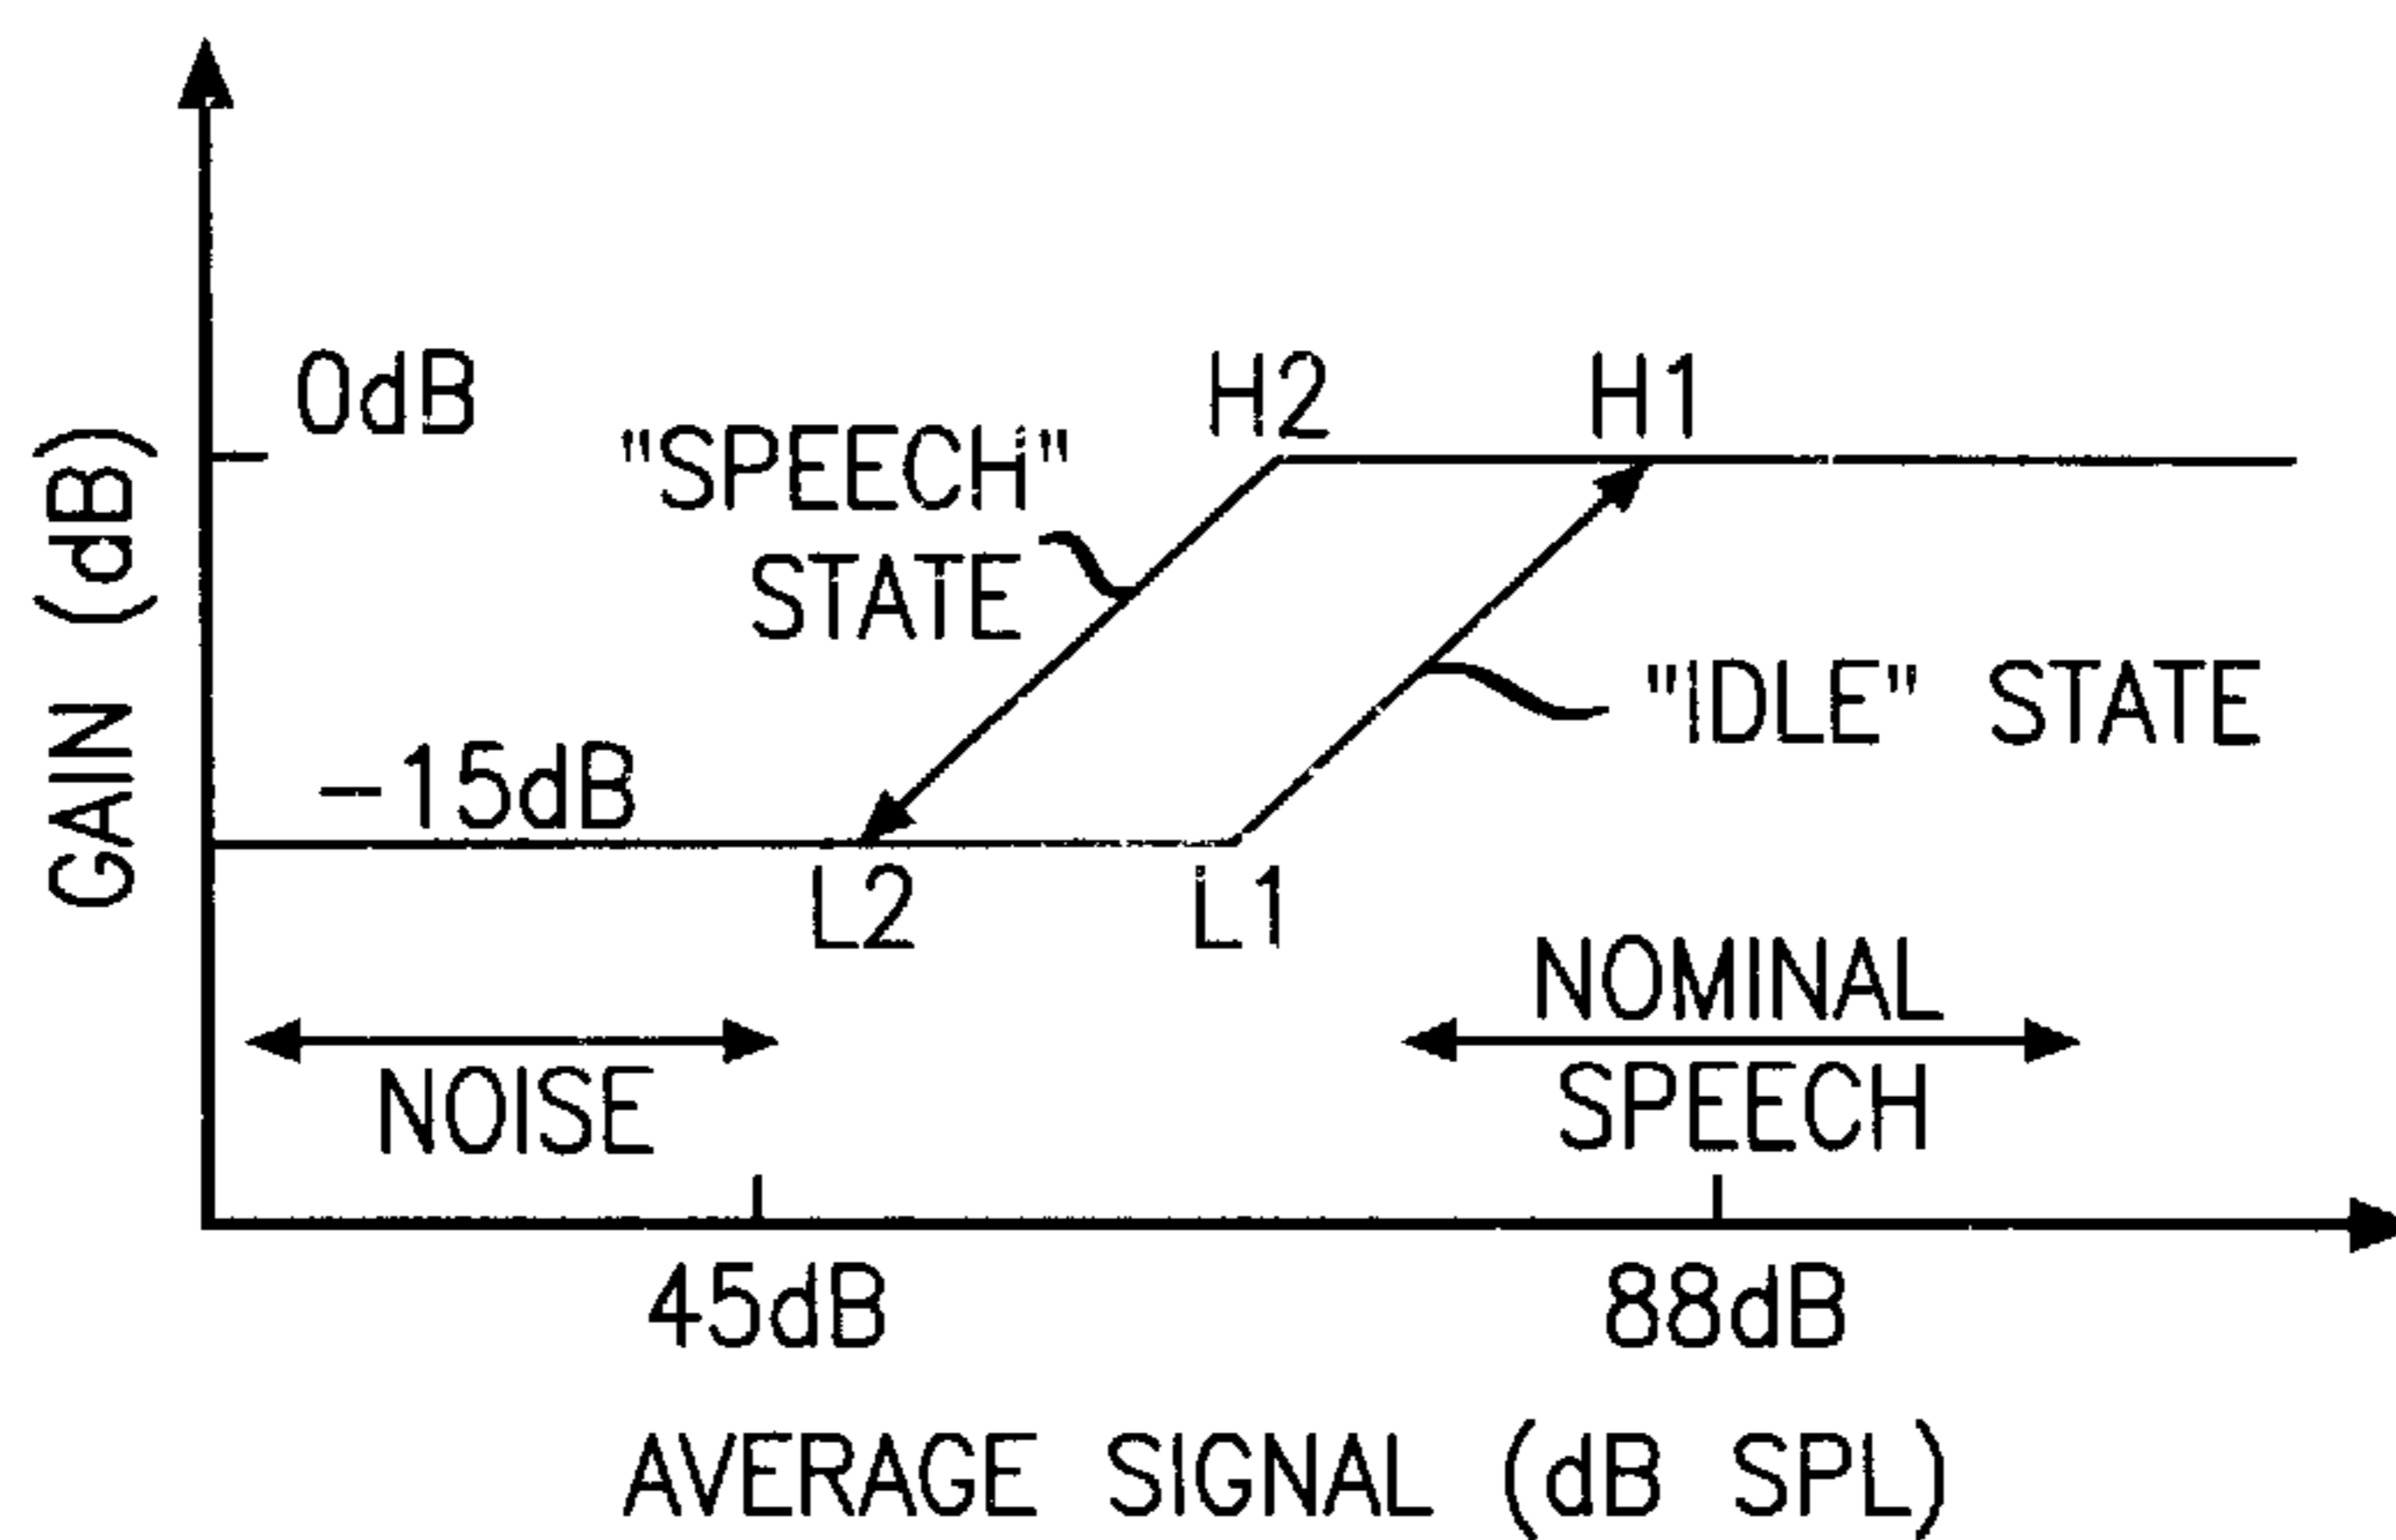 0dB
H2
H1
"SPEECH"
STATE
"IDLE" STATE
-15dB
L2
L1
GAIN (dB)
NOMINAL
SPEECH
NOISE
45dB
88dB
AVERAGE SIGNAL (dB SPL)